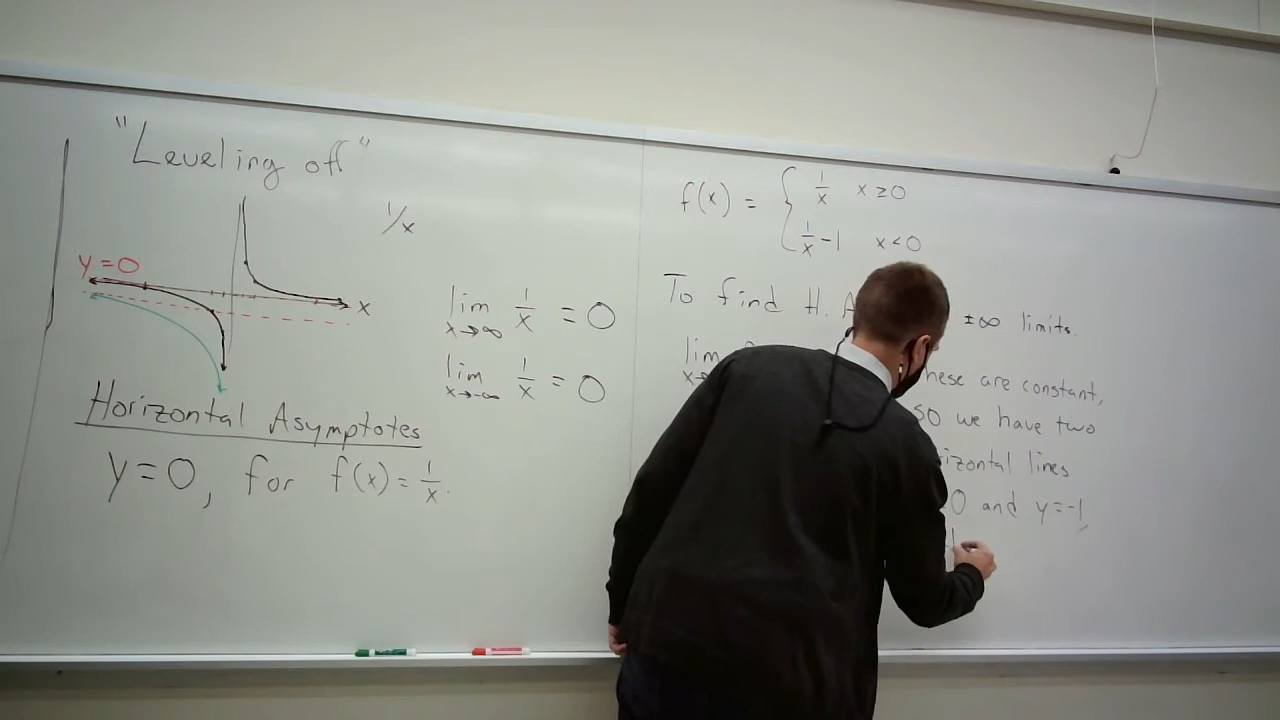 "Leveling off"
1/x
y=0
x
lim x→∞ 1/x = 0
lim x→-∞ 1/x = 0
Horizontal Asymptotes
y=0, for f(x) = 1/x.
f(x) = { 1/x x≥0
1/x -1 x<0
To find H. A ±∞ limits.
lim
x→
hese are constant,
so we have two
rizontal lines
0 and y=-1,